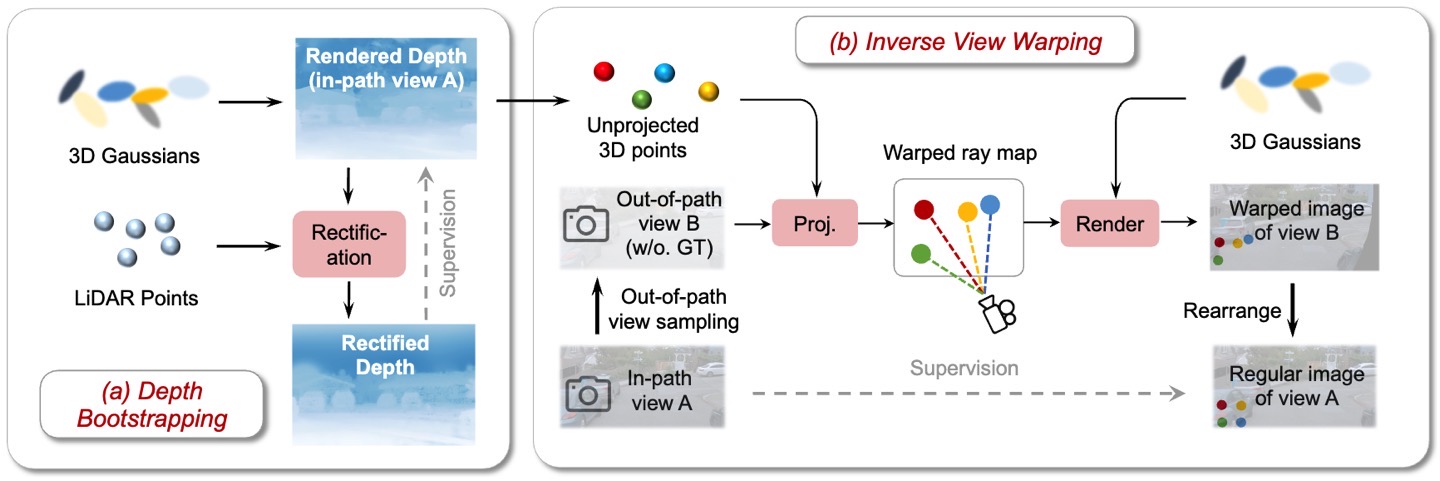 Rendered Depth
(in-path view A)
3D Gaussians
Rectific-
ation
LiDAR Points
Supervision
Rectified
Depth
(a) Depth
Bootstrapping
(b) Inverse View Warping
Unprojected
3D points
Out-of-path
view B
(w/o. GT)
Out-of-path
view sampling
In-path
view A
Proj.
Warped ray map
Render
3D Gaussians
Warped image
of view B
Rearrange
Supervision
Regular image
of view A